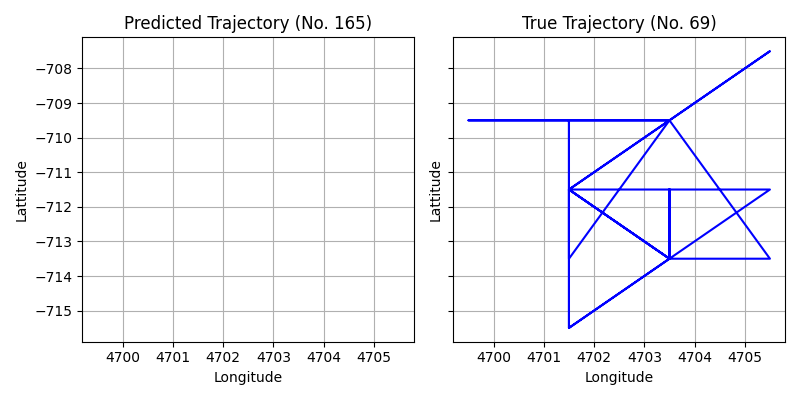 Predicted Trajectory (No. 165)
True Trajectory (No. 69)
−708
−709
−710
−711
−712
−713
−714
−715
Lattitude
Lattitude
4700 4701 4702 4703 4704 4705
4700 4701 4702 4703 4704 4705
Longitude
Longitude